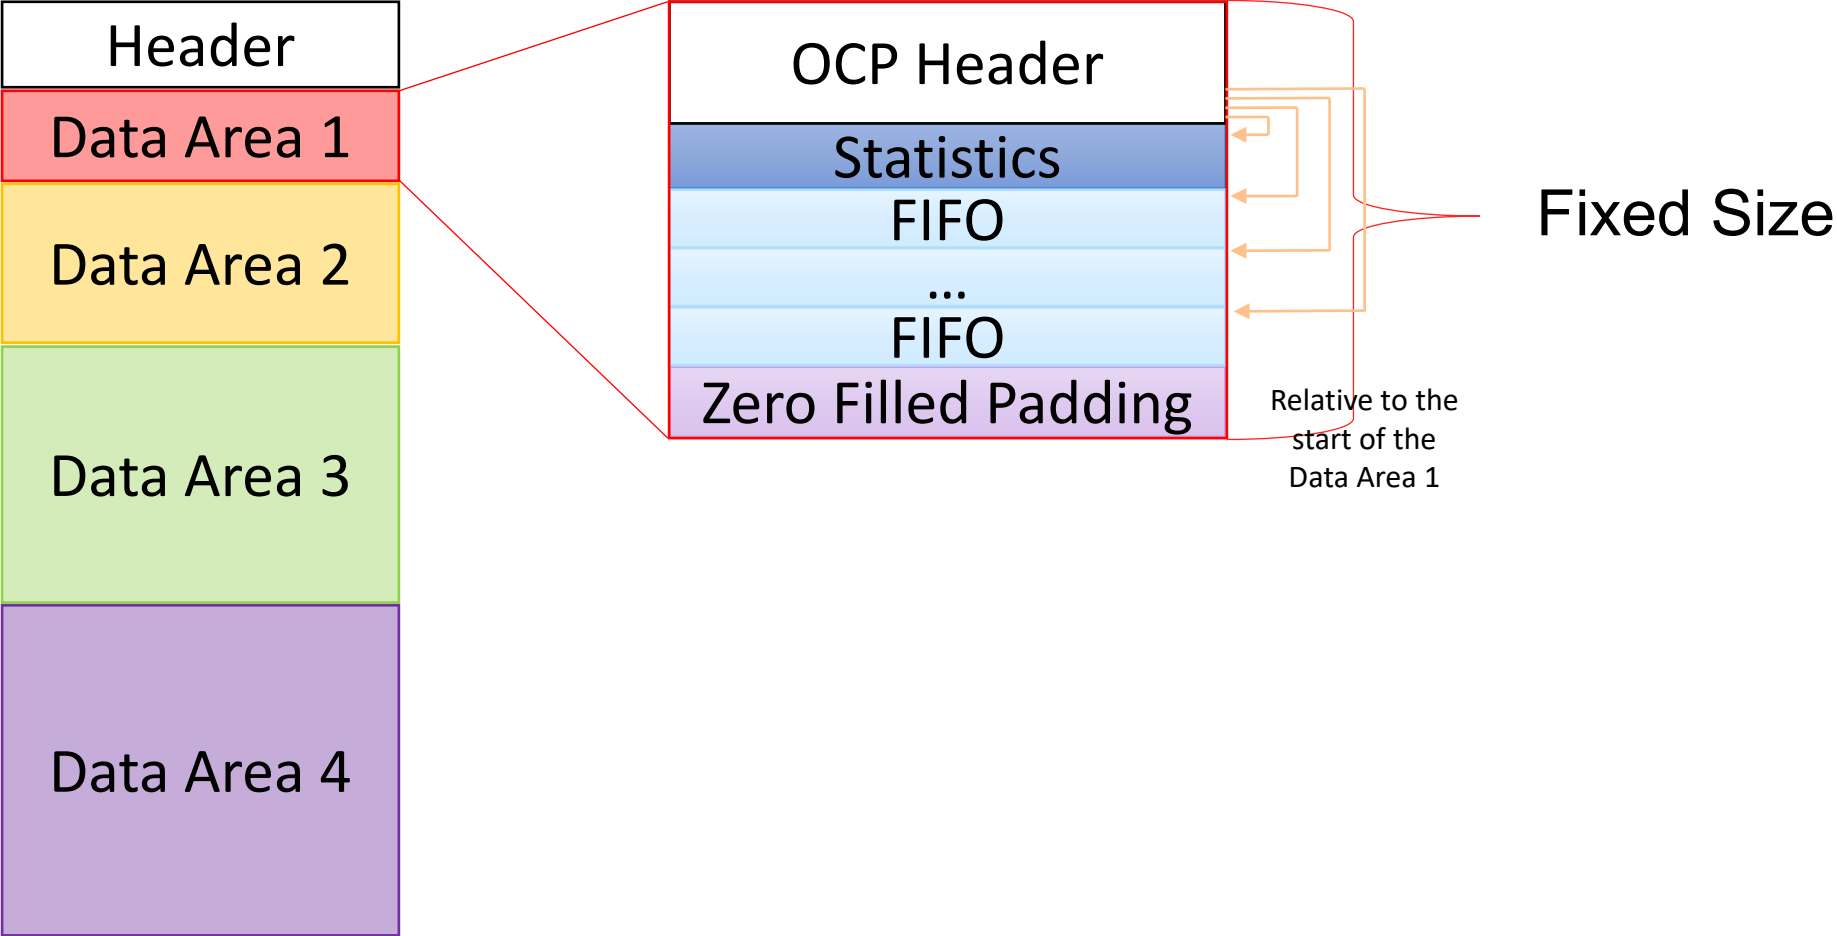 Header
Data Area 1
Data Area 2
Data Area 3
Data Area 4
OCP Header
Statistics
FIFO
...
FIFO
Zero Filled Padding
Relative to the
start of the
Data Area 1
Fixed Size